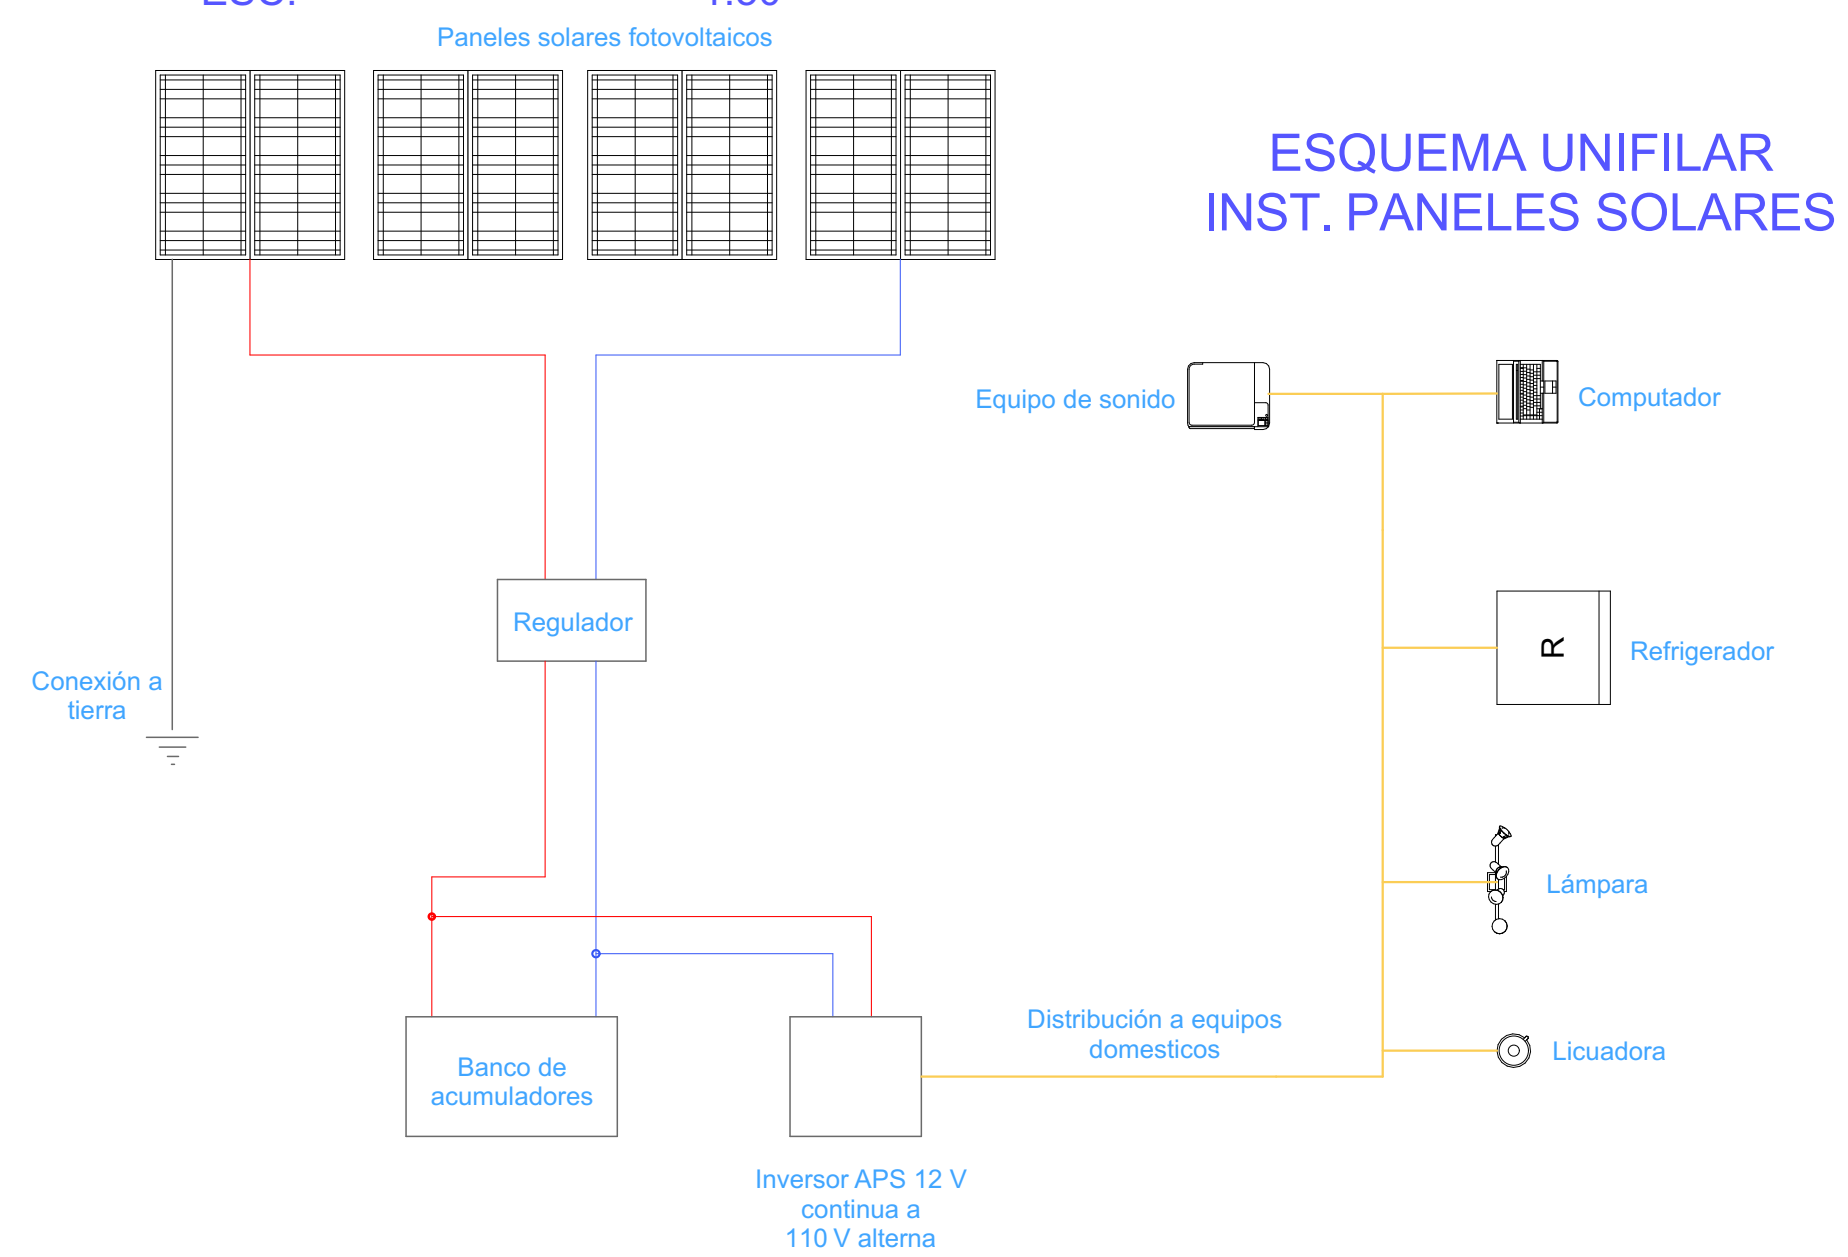 Paneles solares fotovoltaicos
ESQUEMA UNIFILAR
INST. PANELES SOLARES
Equipo de sonido
Computador
Regulador
R
Refrigerador
Conexión a
tierra
Lámpara
Distribución a equipos
domesticos
Licuadora
Banco de
acumuladores
Inversor APS 12 V
continua a
110 V alterna